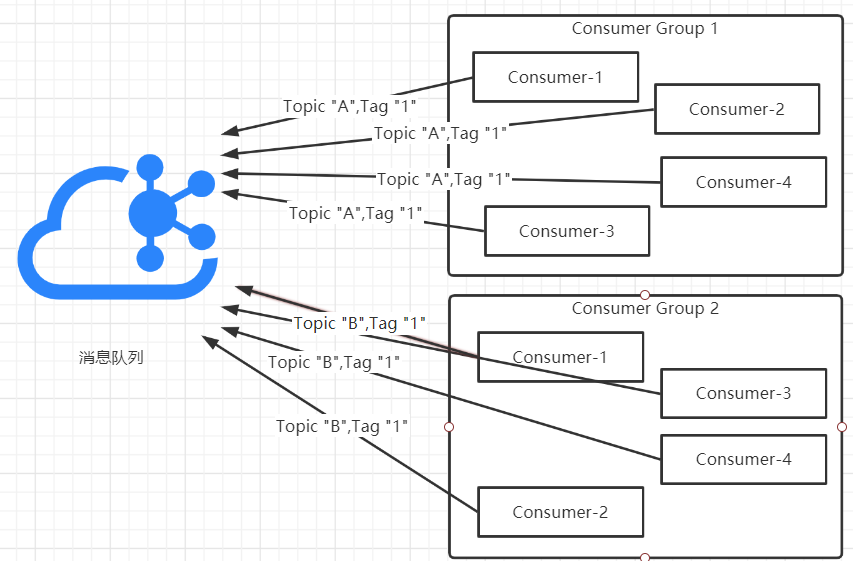 Consumer Group 1
Consumer-1
Topic "A",Tag "1"
Consumer-2
Topic "A",Tag "1"
Topic "A",Tag "1"
Consumer-4
Topic "A",Tag "1"
Consumer-3
Consumer Group 2
Topic "B",Tag "1"
消息队列
Consumer-1
Topic "B",Tag "1"
Consumer-3
Topic "B",Tag "1"
Consumer-4
Consumer-2